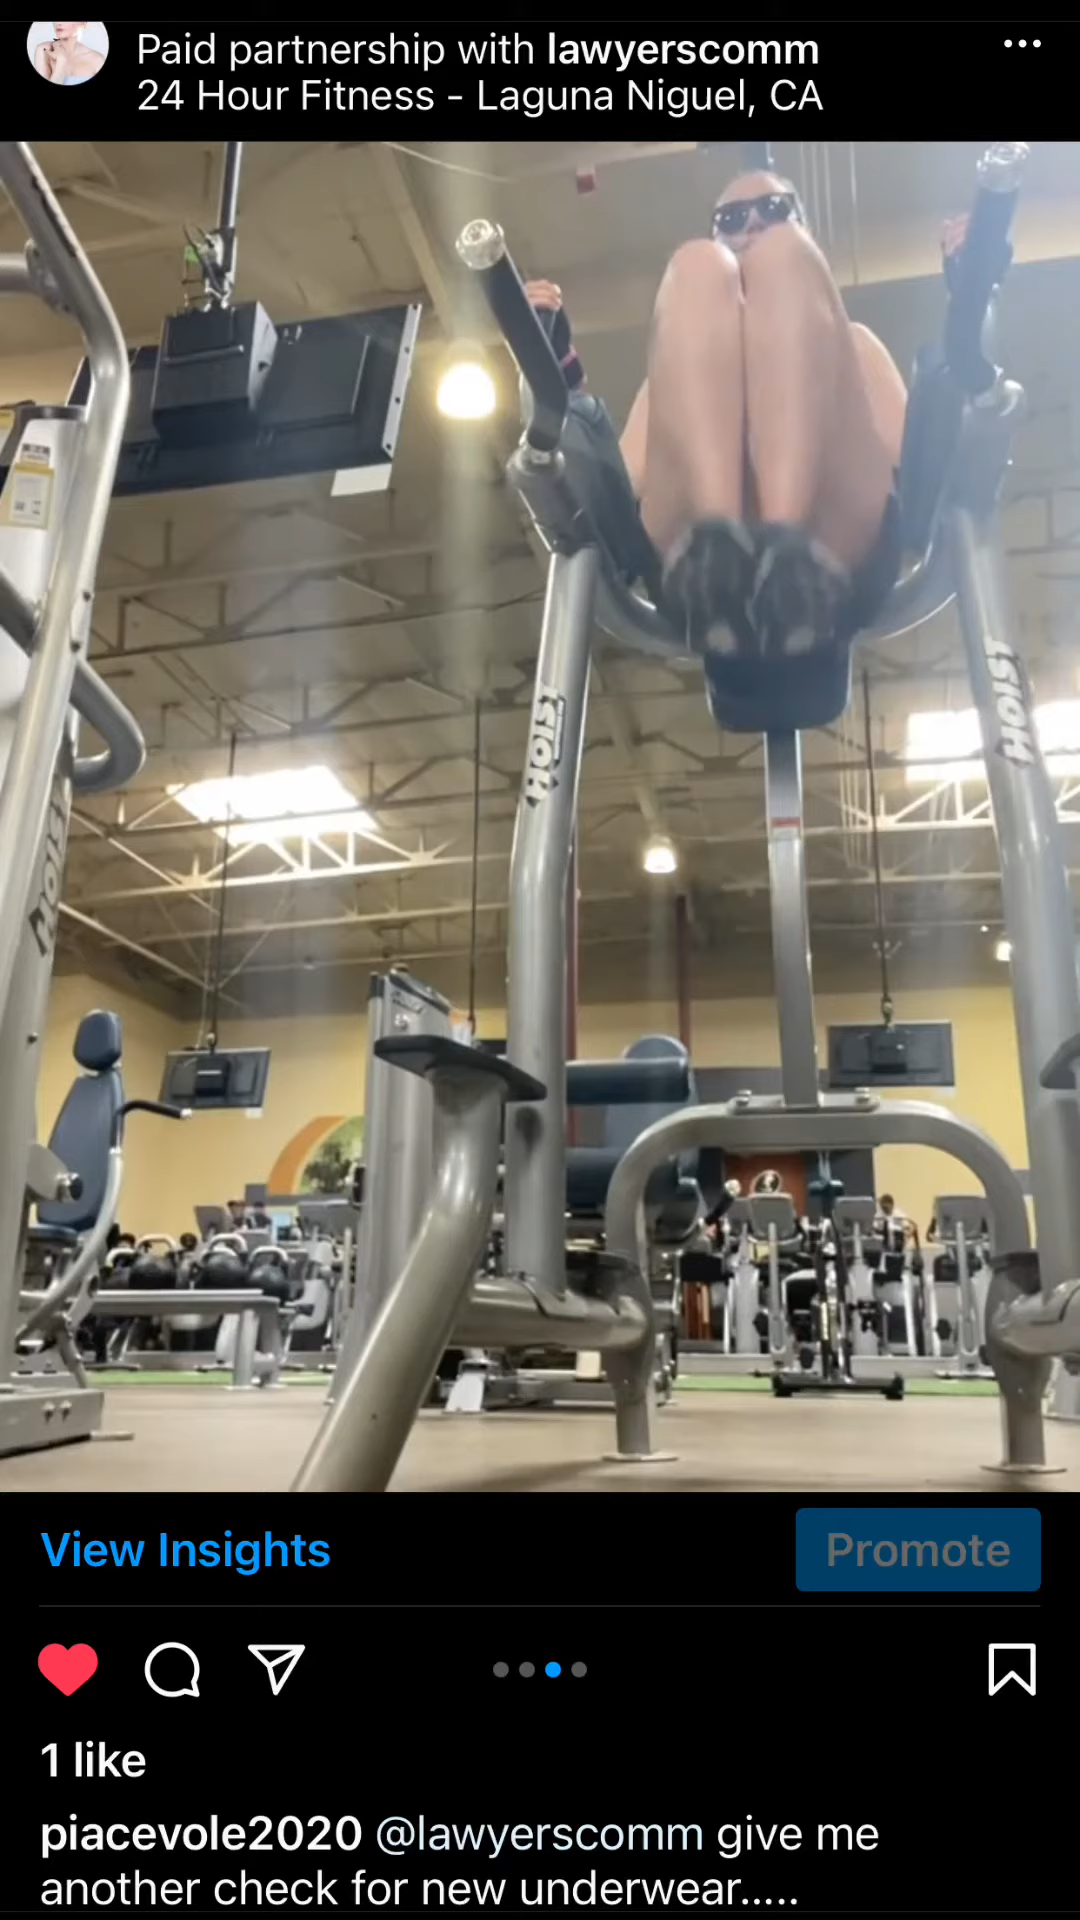 Paid partnership with lawyerscomm
24 Hour Fitness - Laguna Niguel, CA
HOIST
HOIST
HOIST
View Insights
Promote
1 like
piacevole2020 @lawyerscomm give me
another check for new underwear.....